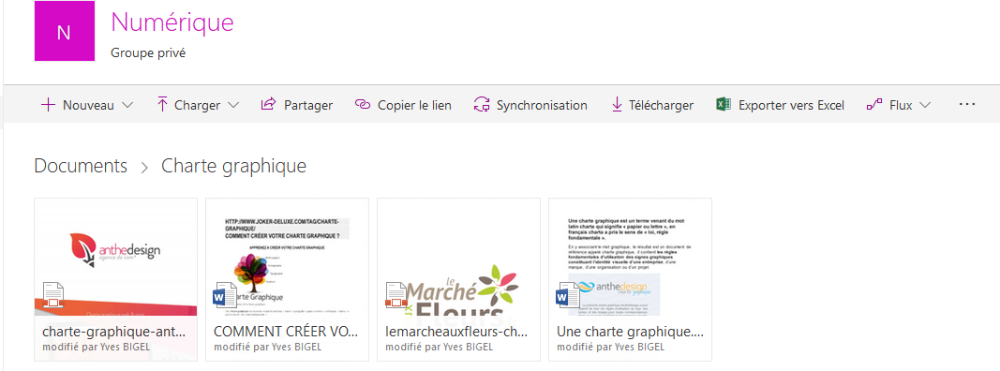 N
Numérique
Groupe privé
Nouveau
Charger
Partager
Copier le lien
Synchronisation
Télécharger
Exporter vers Excel
Flux
...
Documents > Charte graphique
anthedesign
agence de com'
charte-graphique-ant...
modifié par Yves BIGEL
HTTP://WWW.JOKER-DELUXE.COM/TAG/CHARTE-
GRAPHIQUE/
COMMENT CRÉER VOTRE CHARTE GRAPHIQUE ?
APPRENEZ A CRÉER VOTRE CHARTE GRAPHIQUE
Charte Graphique
COMMENT CRÉER VO...
modifié par Yves BIGEL
le
Marché
Fleurs
lemarcheauxfleurs-ch...
modifié par Yves BIGEL
Une charte graphique est un terme venant du mot
latin charta qui signifie « papier ou lettre », en
français charte a pris le sens de « loi, règle
fondamentale ».
En y associant le mot graphique, le résultat est un document de
référence appelé charte graphique, il contient les règles
fondamentales d'utilisation des signes graphiques
constituant l'identité visuelle d'une entreprise, d'une
marque, d'une organisation ou d'un projet
anthedesign
Une charte graphique....
modifié par Yves BIGEL